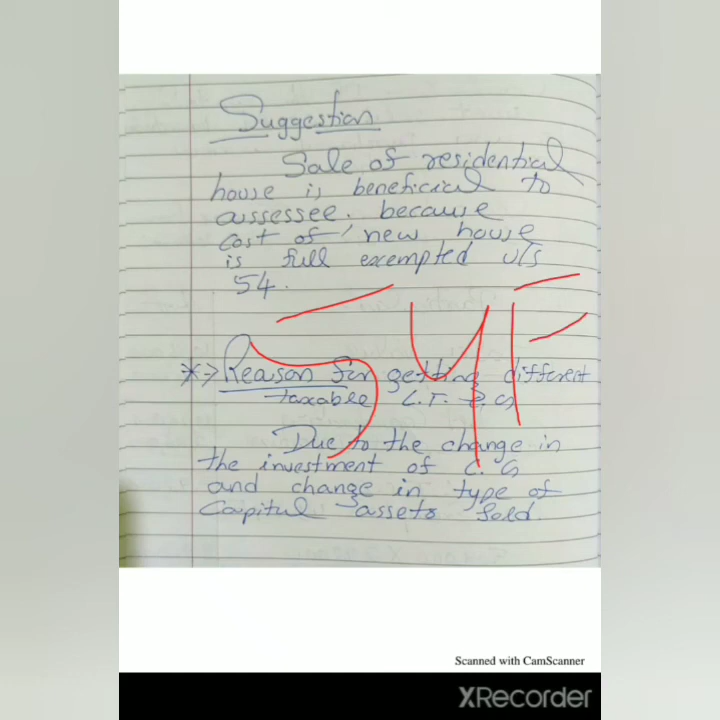 Suggestion
Sale of residential
house is beneficial to
assessee. because
cost of new house
is full exempted u/s
54.
5YF
*⇒ Reason for getting different
taxable L.T.C.G
Due to the change in
the investment of C.G
and change in type of
Capital assets sold.
Scanned with CamScanner
XRecorder